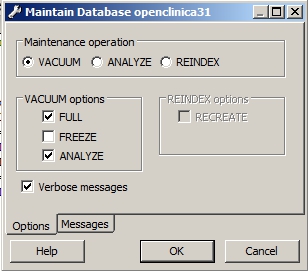 Maintain Database openclinica31
Maintenance operation
VACUUM ANALYZE REINDEX
VACUUM options
FULL
FREEZE
ANALYZE
REINDEX options
RECREATE
Verbose messages
Options Messages
Help OK Cancel